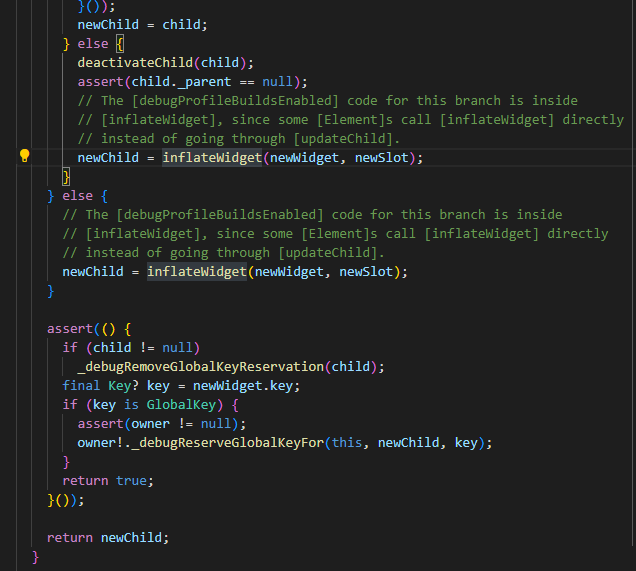 }());
newChild = child;
} else {
deactivateChild(child);
assert(child._parent == null);
// The [debugProfileBuildsEnabled] code for this branch is inside
// [inflateWidget], since some [Element]s call [inflateWidget] directly
// instead of going through [updateChild].
newChild = inflateWidget(newWidget, newSlot);
}
} else {
// The [debugProfileBuildsEnabled] code for this branch is inside
// [inflateWidget], since some [Element]s call [inflateWidget] directly
// instead of going through [updateChild].
newChild = inflateWidget(newWidget, newSlot);
}
assert(() {
if (child != null)
_debugRemoveGlobalKeyReservation(child);
final Key? key = newWidget.key;
if (key is GlobalKey) {
assert(owner != null);
owner!._debugReserveGlobalKeyFor(this, newChild, key);
}
return true;
}());
return newChild;
}